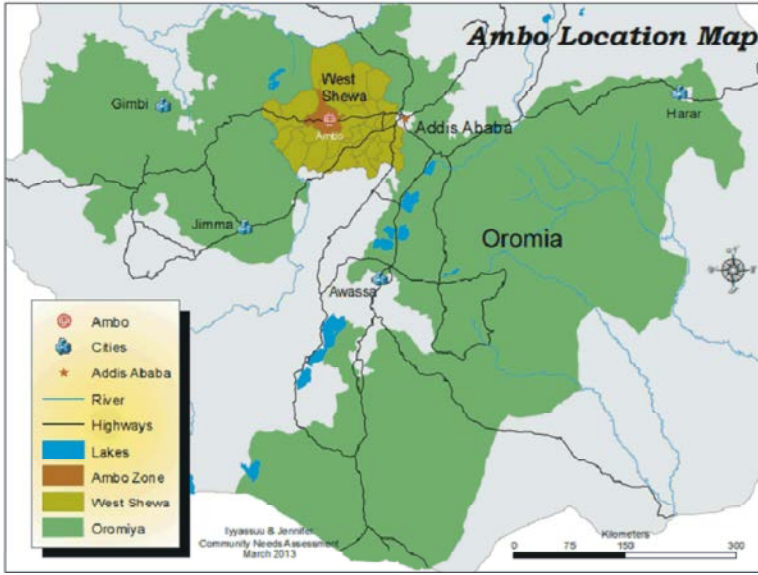 Ambo Location Map
West
Shewa
Gimbi
Ambo
Addis Ababa
Harar
Jimma
Oromia
Awassa
Ambo
Cities
Addis Ababa
River
Highways
Lakes
Ambo Zone
West Shewa
Oromiya
Iyyassuu & Jennifer
Community Needs Assessment
March 2013
Kilometers
0 75 150 300